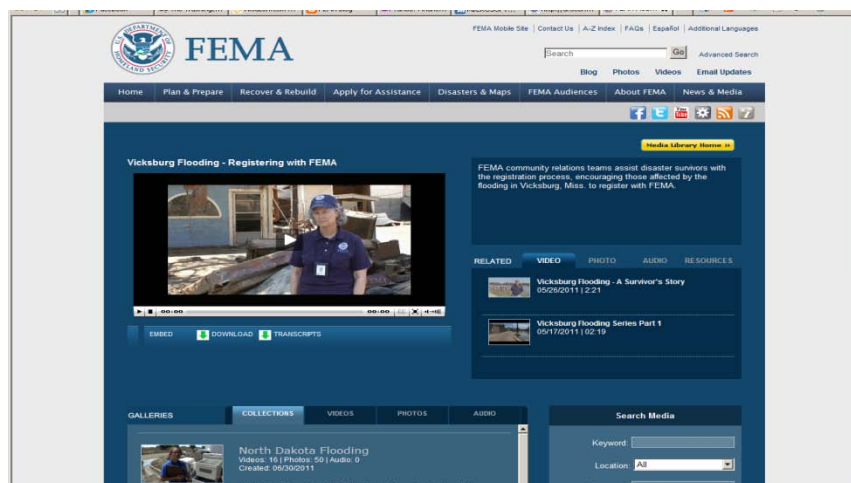 FEMA Mobile Site | Contact Us | A-Z Index | FAQs | Español | Additional Languages
U.S. DEPARTMENT OF HOMELAND SECURITY
FEMA
Search Go Advanced Search
Blog Photos Videos Email Updates
Home Plan & Prepare Recover & Rebuild Apply for Assistance Disasters & Maps FEMA Audiences About FEMA News & Media
Media Library Home »
Vicksburg Flooding - Registering with FEMA
FEMA community relations teams assist disaster survivors with
the registration process, encouraging those affected by the
flooding in Vicksburg, Miss. to register with FEMA.
RELATED VIDEO PHOTO AUDIO RESOURCES
Vicksburg Flooding - A Survivor's Story
05/26/2011 | 2:21
Vicksburg Flooding Series Part 1
05/17/2011 | 02:19
00:00 00:00
EMBED DOWNLOAD TRANSCRIPTS
GALLERIES COLLECTIONS VIDEOS PHOTOS AUDIO
North Dakota Flooding
Videos: 16 | Photos: 50 | Audio: 0
Created: 06/30/2011
Search Media
Keyword:
Location: All